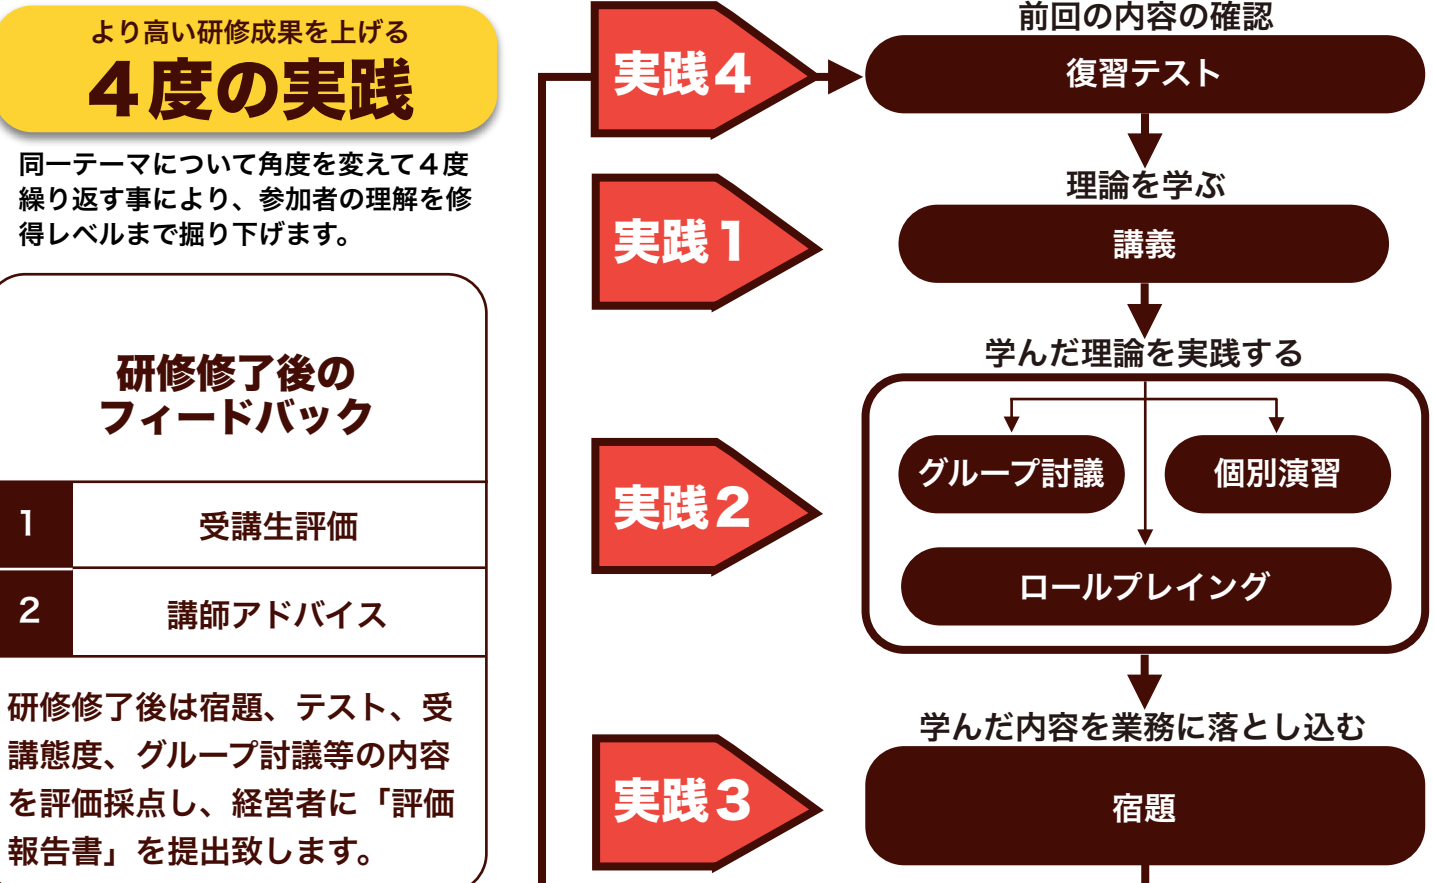 より高い研修成果を上げる
４度の実践
同一テーマについて角度を変えて４度
繰り返す事により、参加者の理解を修
得レベルまで掘り下げます。
研修修了後の
フィードバック
1
受講生評価
2
講師アドバイス
研修修了後は宿題、テスト、受
講態度、グループ討議等の内容
を評価採点し、経営者に「評価
報告書」を提出致します。
前回の内容の確認
実践４
復習テスト
理論を学ぶ
実践１
講義
学んだ理論を実践する
実践２
グループ討議
個別演習
ロールプレイング
学んだ内容を業務に落とし込む
実践３
宿題